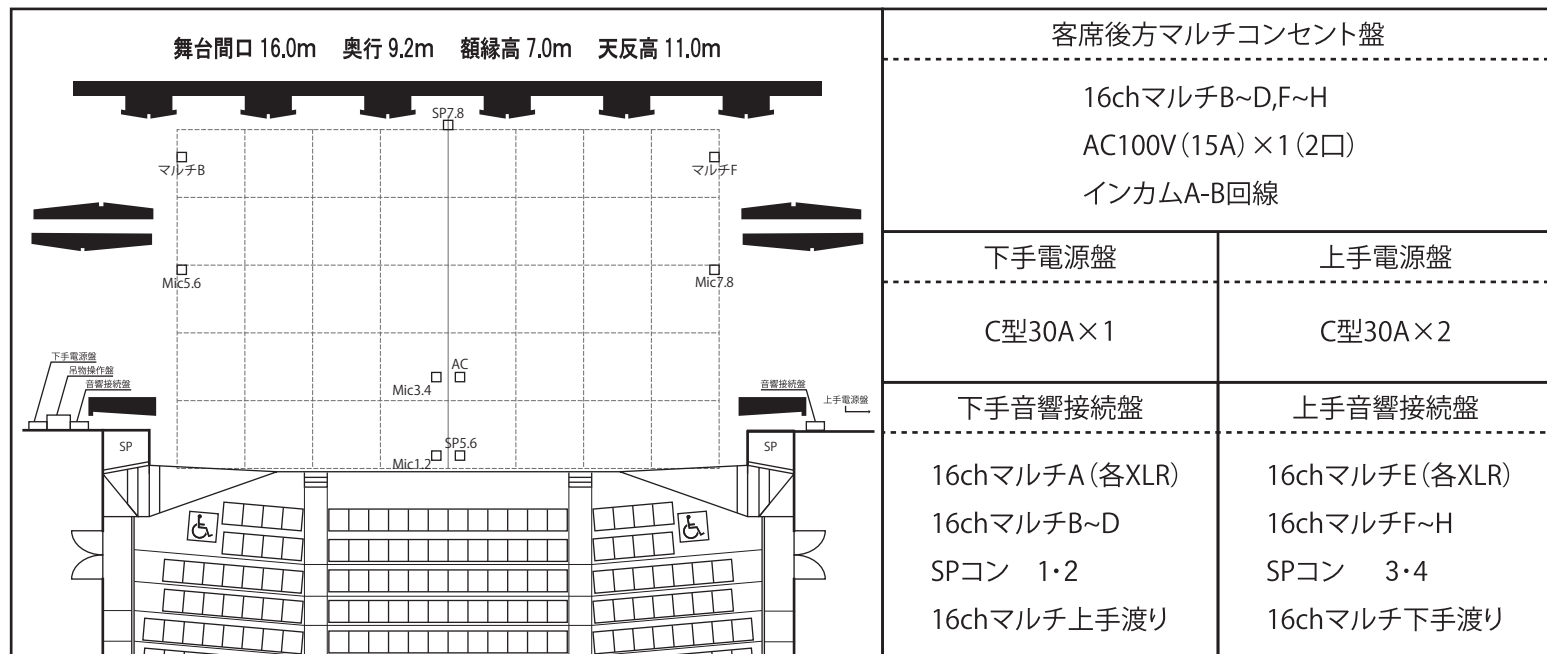 舞台間口 16.0m 奥行 9.2m 額縁高 7.0m 天反高 11.0m
SP7.8
マルチB
マルチF
Mic5.6
Mic7.8
下手電源盤
吊物操作盤
音響接続盤
AC
Mic3.4
音響接続盤
上手電源盤
SP
SP5.6
Mic1.2
SP
客席後方マルチコンセント盤
16chマルチB~D,F~H
AC100V(15A)×1(2口)
インカムA-B回線
下手電源盤
C型30A×1
上手電源盤
C型30A×2
下手音響接続盤
16chマルチA(各XLR)
16chマルチB~D
SPコン 1・2
16chマルチ上手渡り
上手音響接続盤
16chマルチE(各XLR)
16chマルチF~H
SPコン 3・4
16chマルチ下手渡り